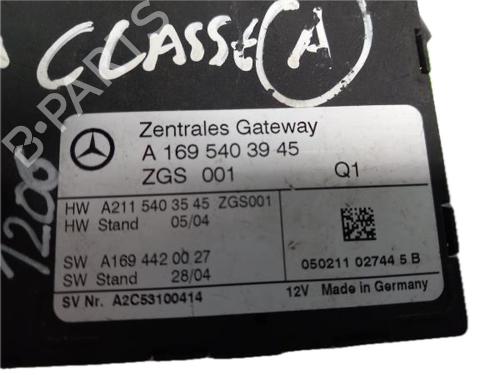 CLASSE A
B-PARTS
1206
Zentrales Gateway
A 169 540 39 45
ZGS 001 Q1
HW A211 540 35 45 ZGS001
HW Stand 05/04
SW A169 442 00 27
SW Stand 28/04
050211 02744 5 B
SV Nr. A2C53100414
12V Made in Germany